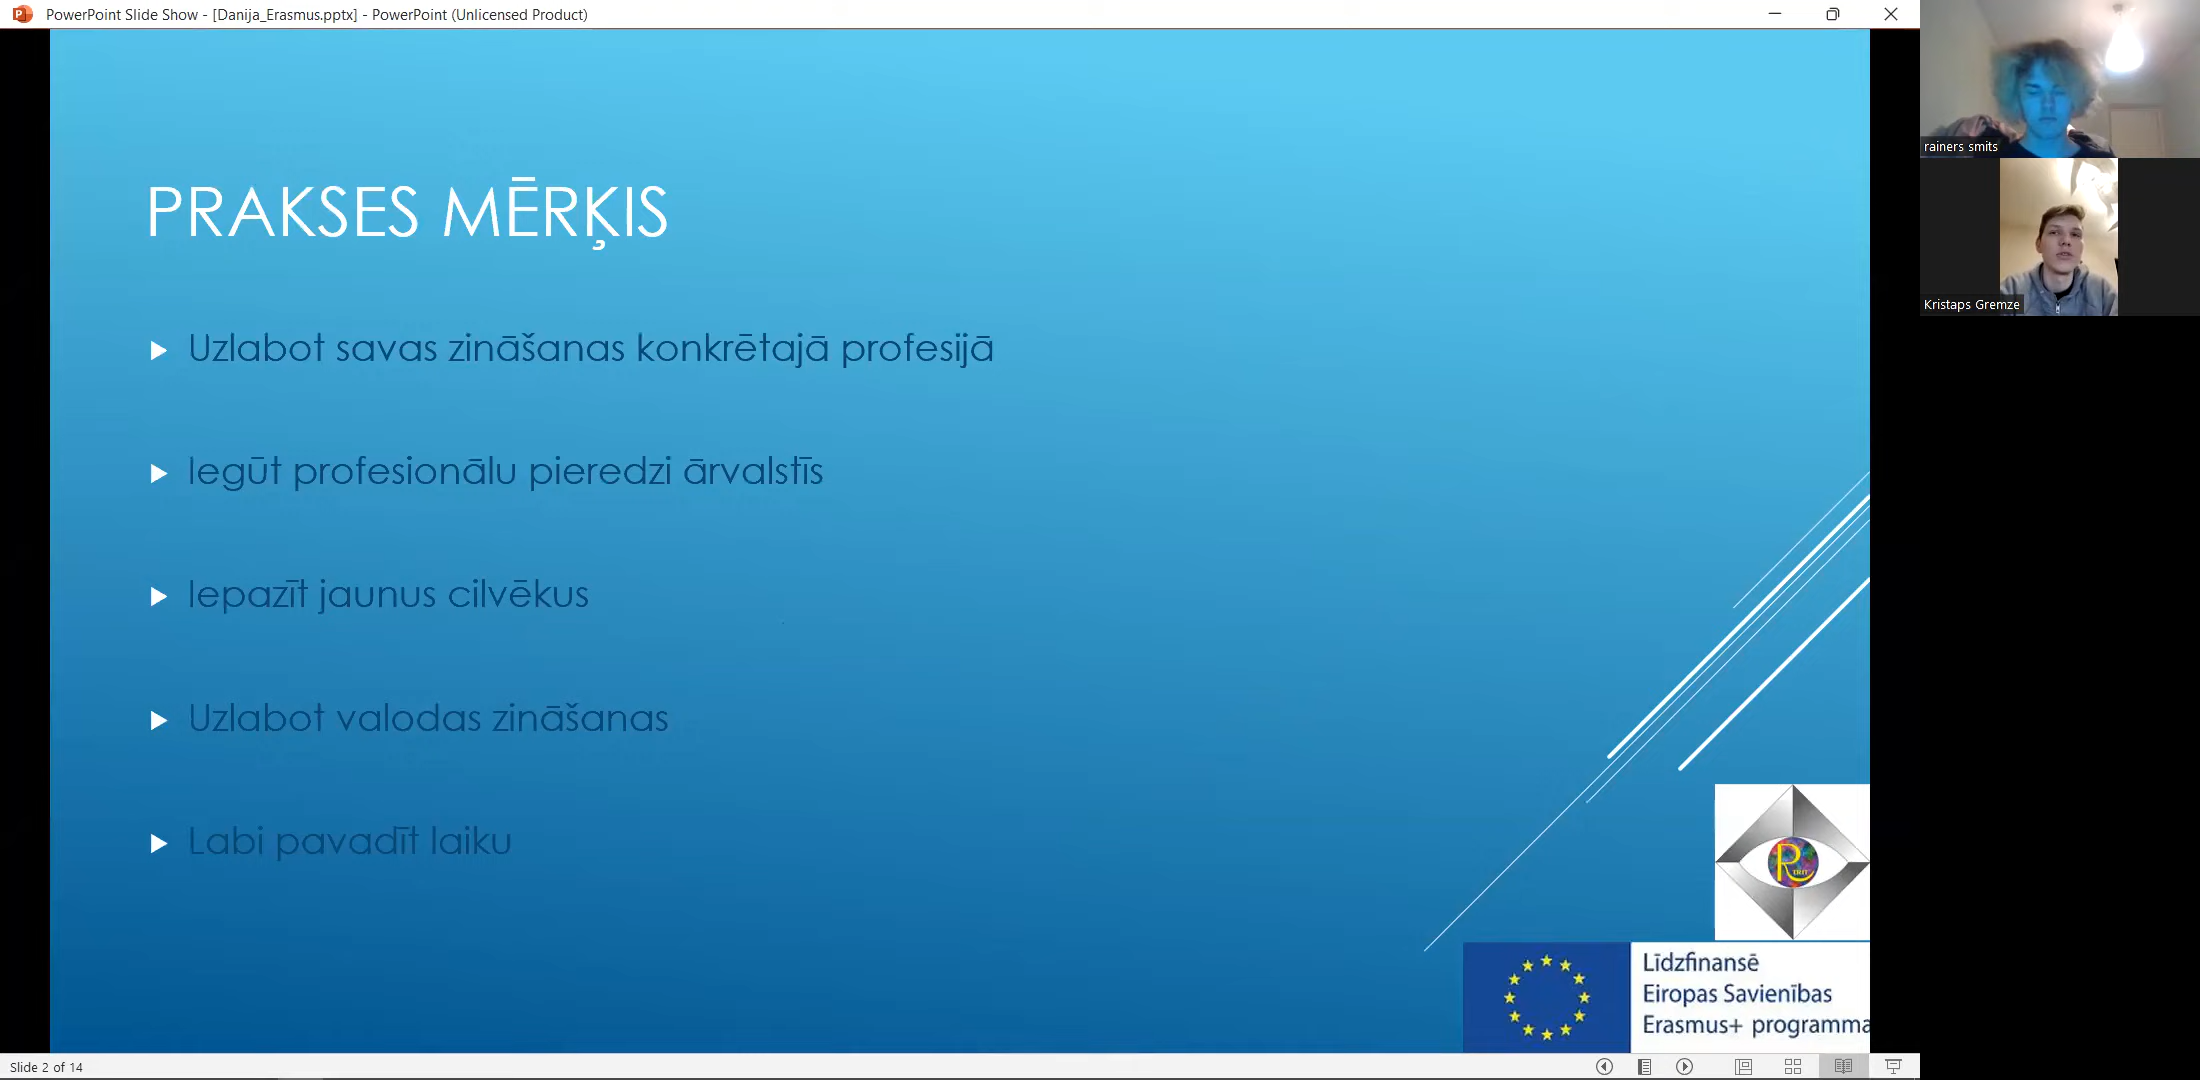 PowerPoint Slide Show - [Danija_Erasmus.pptx] - PowerPoint (Unlicensed Product)
rainers smits
Kristaps Gremze
PRAKSES MĒRĶIS
Uzlabot savas zināšanas konkrētajā profesijā
Iegūt profesionālu pieredzi ārvalstīs
Iepazīt jaunus cilvēkus
Uzlabot valodas zināšanas
Labi pavadīt laiku
R
ERIT
Līdzfinansē
Eiropas Savienības
Erasmus+ programma
Slide 2 of 14